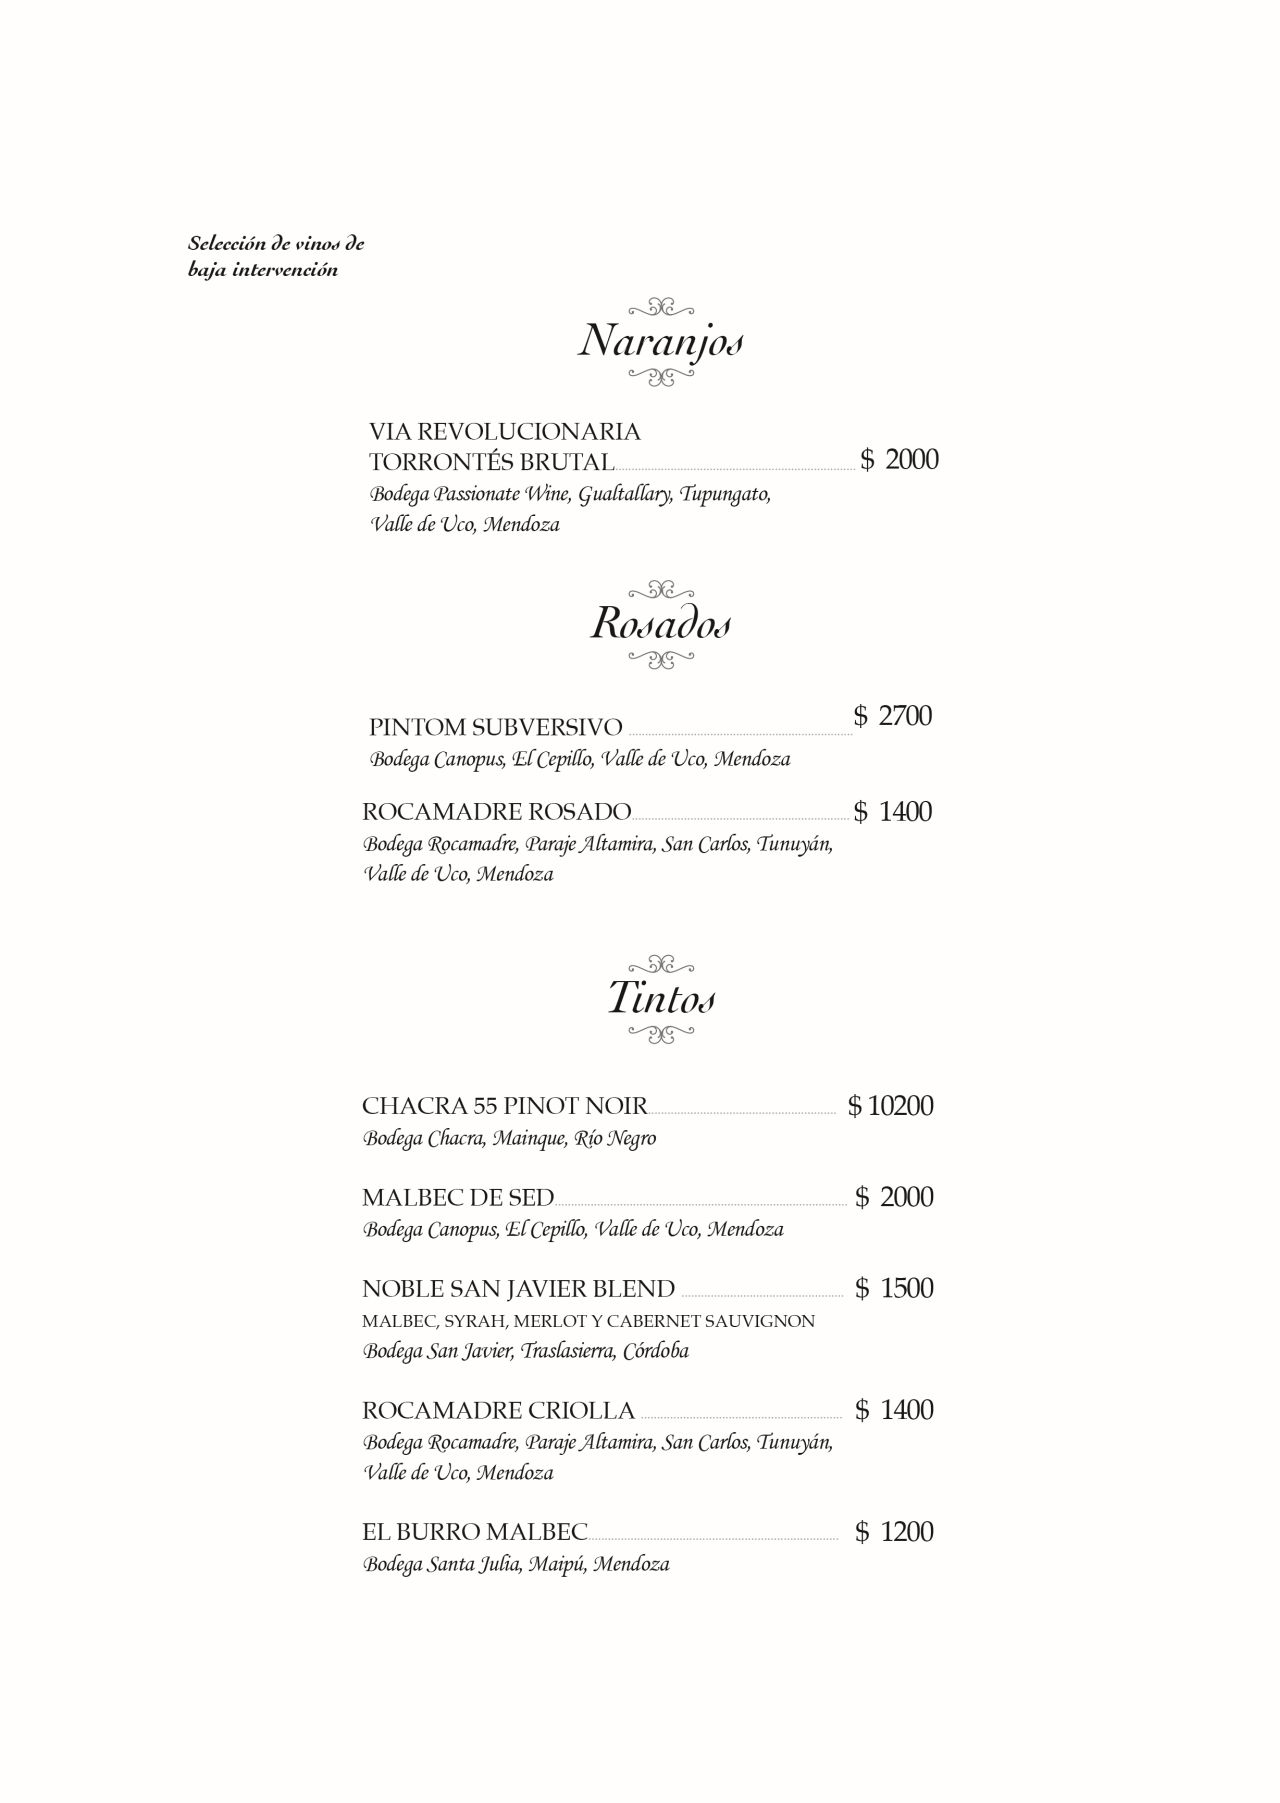 Selección de vinos de
baja intervención
Naranjos
VIA REVOLUCIONARIA
TORRONTÉS BRUTAL $ 2000
Bodega Passionate Wine, Gualtallary, Tupungato,
Valle de Uco, Mendoza
Rosados
PINTOM SUBVERSIVO $ 2700
Bodega Canopus, El Cepillo, Valle de Uco, Mendoza
ROCAMADRE ROSADO $ 1400
Bodega Rocamadre, Paraje Altamira, San Carlos, Tunuyán,
Valle de Uco, Mendoza
Tintos
CHACRA 55 PINOT NOIR $ 10200
Bodega Chacra, Mainque, Río Negro
MALBEC DE SED $ 2000
Bodega Canopus, El Cepillo, Valle de Uco, Mendoza
NOBLE SAN JAVIER BLEND $ 1500
MALBEC, SYRAH, MERLOT Y CABERNET SAUVIGNON
Bodega San Javier, Traslasierra, Córdoba
ROCAMADRE CRIOLLA $ 1400
Bodega Rocamadre, Paraje Altamira, San Carlos, Tunuyán,
Valle de Uco, Mendoza
EL BURRO MALBEC $ 1200
Bodega Santa Julia, Maipú, Mendoza